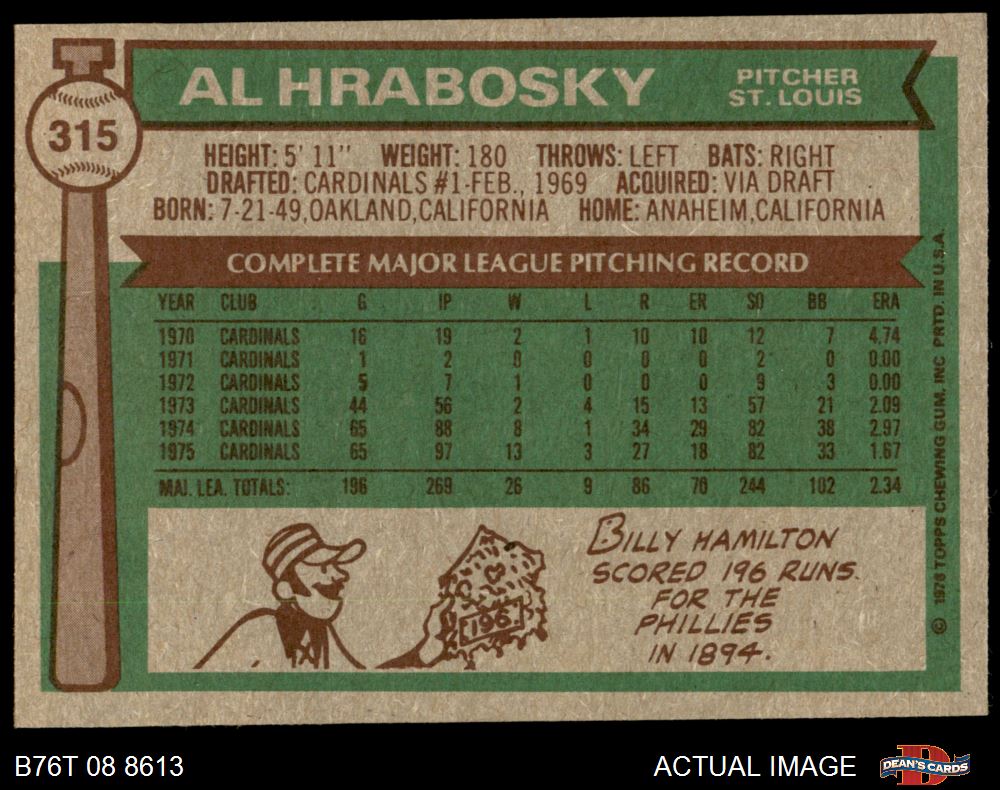 315
AL HRABOSKY
PITCHER
ST. LOUIS
HEIGHT: 5' 11" WEIGHT: 180 THROWS: LEFT BATS: RIGHT
DRAFTED: CARDINALS #1-FEB., 1969 ACQUIRED: VIA DRAFT
BORN: 7-21-49, OAKLAND, CALIFORNIA HOME: ANAHEIM, CALIFORNIA
COMPLETE MAJOR LEAGUE PITCHING RECORD
YEAR CLUB G IP W L R ER SO BB ERA
1970 CARDINALS 16 19 2 1 10 10 12 7 4.74
1971 CARDINALS 1 2 0 0 0 0 2 0 0.00
1972 CARDINALS 5 7 1 0 0 0 9 3 0.00
1973 CARDINALS 44 56 2 4 15 13 57 21 2.09
1974 CARDINALS 65 88 8 1 34 29 82 38 2.97
1975 CARDINALS 65 97 13 3 27 18 82 33 1.67
MAJ. LEA. TOTALS: 196 269 26 9 86 70 244 102 2.34
196
BILLY HAMILTON
SCORED 196 RUNS
FOR THE
PHILLIES
IN 1894.
© 1976 TOPPS CHEWING GUM, INC PRTD. IN U.S.A.
B76T 08 8613
ACTUAL IMAGE
DEAN'S CARDS